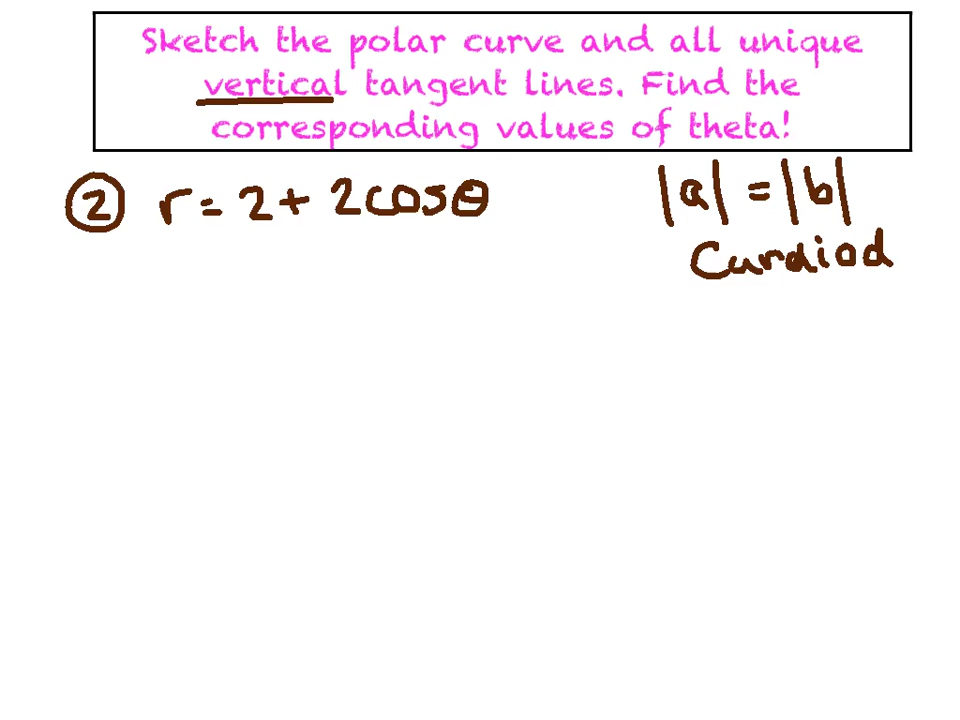 Sketch the polar curve and all unique
vertical tangent lines. Find the
corresponding values of theta!
② r = 2 + 2cosθ
|a| = |b|
Cardiod